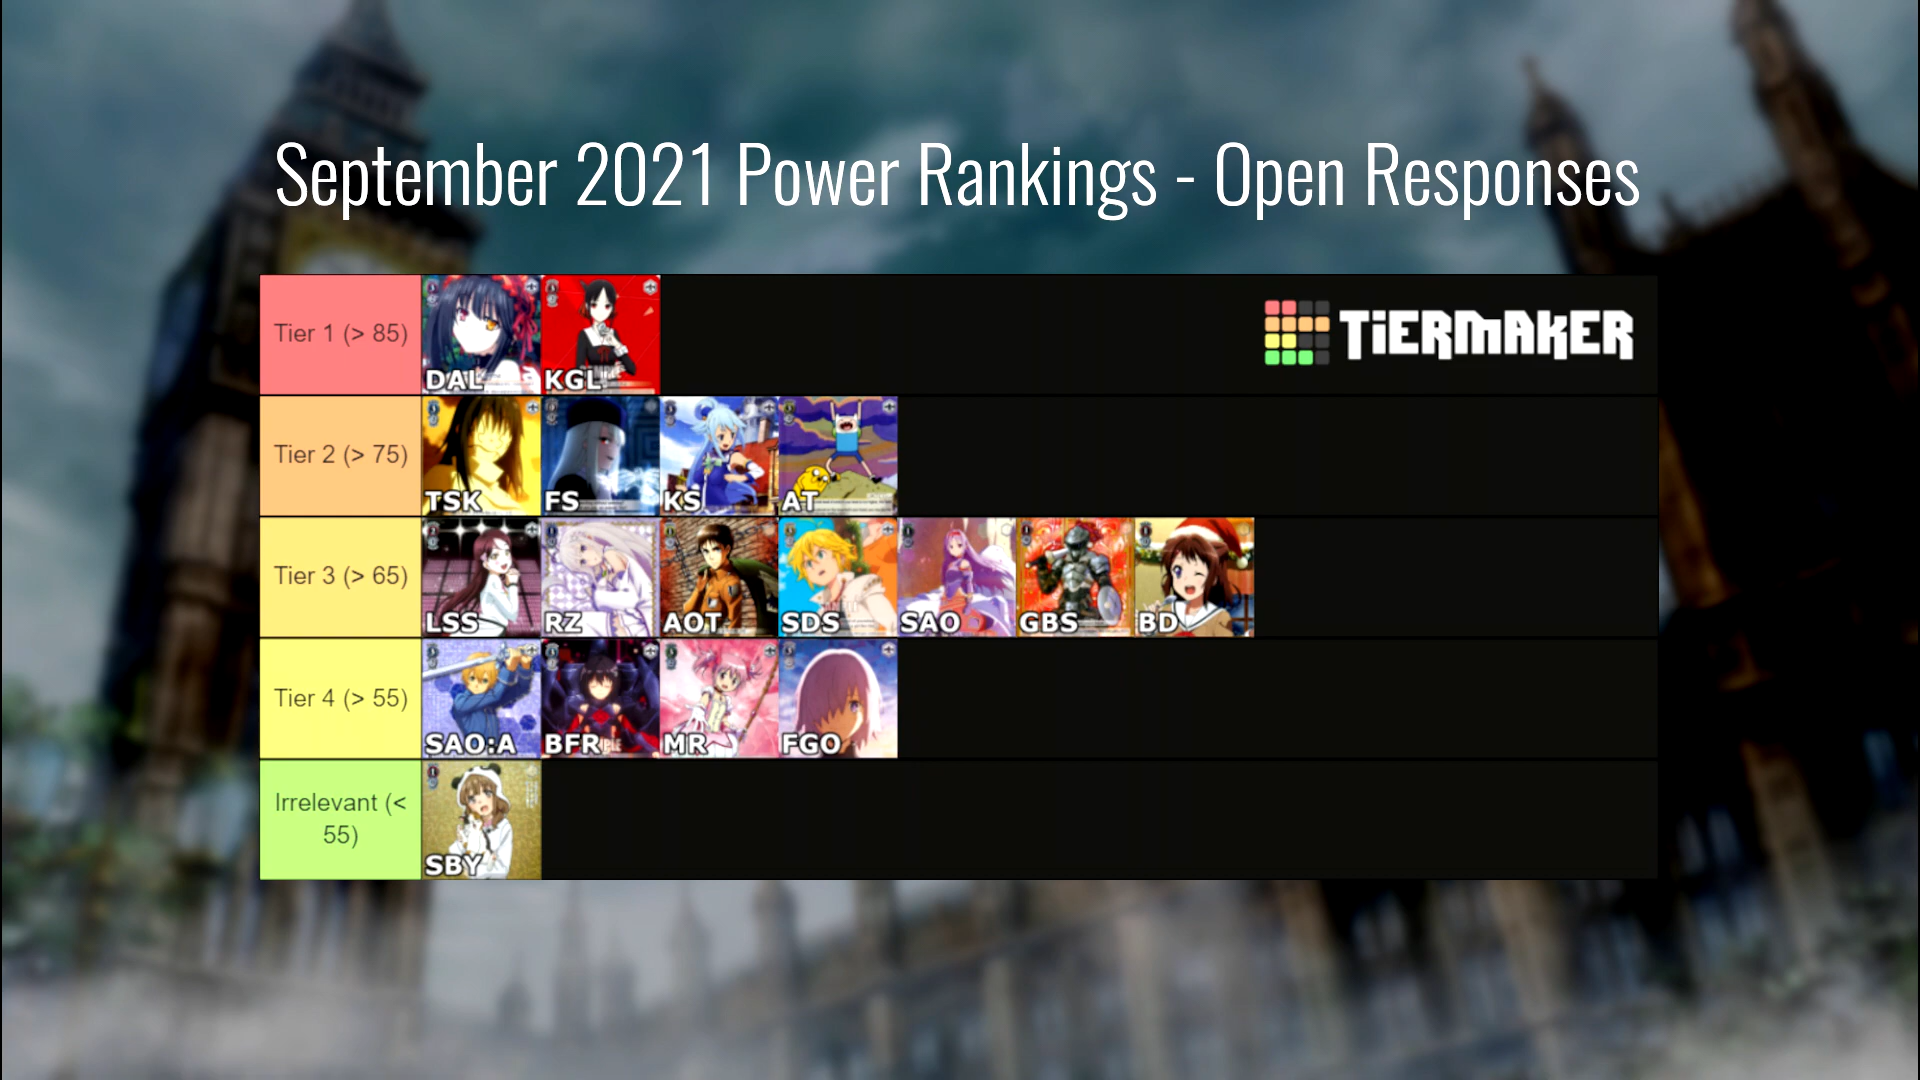 September 2021 Power Rankings - Open Responses
Tier 1 (> 85)
DAL
KGL
TiERMAKER
Tier 2 (> 75)
TSK
FS
KS
AT
Tier 3 (> 65)
LSS
RZ
AOT
SDS
SAO
GBS
BD
Tier 4 (> 55)
SAO:A
BFR
MR
FGO
Irrelevant (<
55)
SBY